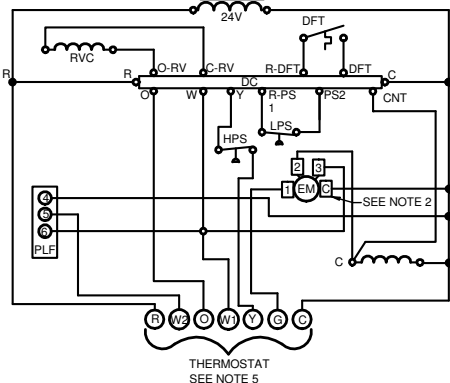 24V
DFT
RVC
O-RV C-RV R-DFT DFT
R R DC C
O W Y R-PS 1 PS2 CNT
HPS LPS
2 3
1 EM C
SEE NOTE 2
4
5
6
PLF
C
R W2 O W1 Y G C
THERMOSTAT
SEE NOTE 5